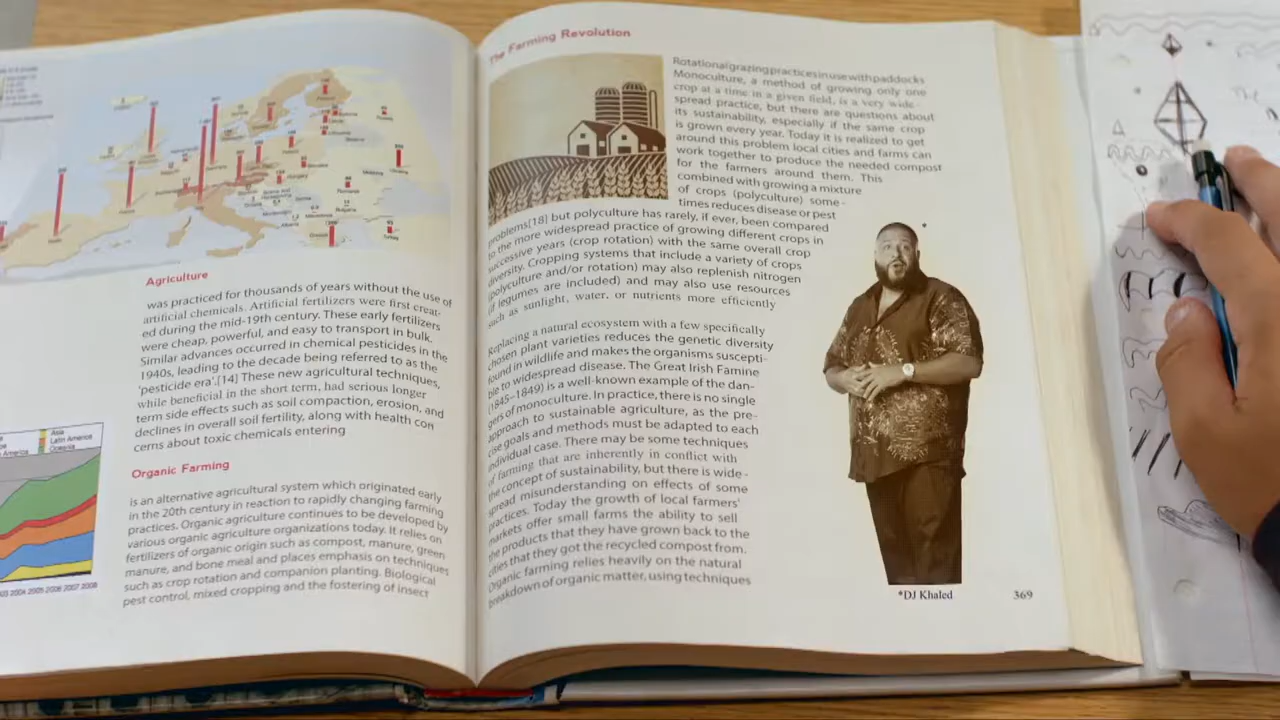 Agriculture
was practiced for thousands of years without the use of
artificial chemicals. Artificial fertilizers were first creat-
ed during the mid-19th century. These early fertilizers
were cheap, powerful, and easy to transport in bulk.
Similar advances occurred in chemical pesticides in the
1940s, leading to the decade being referred to as the
'pesticide era'.[14] These new agricultural techniques,
while beneficial in the short term, had serious longer
term side effects such as soil compaction, erosion, and
declines in overall soil fertility, along with health con
cerns about toxic chemicals entering
Asia
Latin America
Oceania
2004 2005 2006 2007 2008
Organic Farming
is an alternative agricultural system which originated early
in the 20th century in reaction to rapidly changing farming
practices. Organic agriculture continues to be developed by
various organic agriculture organizations today. It relies on
fertilizers of organic origin such as compost, manure, green
manure, and bone meal and places emphasis on techniques
such as crop rotation and companion planting. Biological
pest control, mixed cropping and the fostering of insect
The Farming Revolution
Rotational grazing practices in use with paddocks
Monoculture, a method of growing only one
crop at a time in a given field, is a very wide-
spread practice, but there are questions about
its sustainability, especially if the same crop
is grown every year. Today it is realized to get
around this problem local cities and farms can
work together to produce the needed compost
for the farmers around them. This
combined with growing a mixture
of crops (polyculture) some-
times reduces disease or pest
problems[18] but polyculture has rarely, if ever, been compared
to the more widespread practice of growing different crops in
successive years (crop rotation) with the same overall crop
diversity. Cropping systems that include a variety of crops
(polyculture and/or rotation) may also replenish nitrogen
(if legumes are included) and may also use resources
such as sunlight, water, or nutrients more efficiently
Replacing a natural ecosystem with a few specifically
chosen plant varieties reduces the genetic diversity
found in wildlife and makes the organisms suscepti-
ble to widespread disease. The Great Irish Famine
(1845–1849) is a well-known example of the dan-
gers of monoculture. In practice, there is no single
approach to sustainable agriculture, as the pre-
cise goals and methods must be adapted to each
individual case. There may be some techniques
of farming that are inherently in conflict with
the concept of sustainability, but there is wide-
spread misunderstanding on effects of some
practices. Today the growth of local farmers'
markets offer small farms the ability to sell
the products that they have grown back to the
cities that they got the recycled compost from.
Organic farming relies heavily on the natural
breakdown of organic matter, using techniques
*
*DJ Khaled
369
The